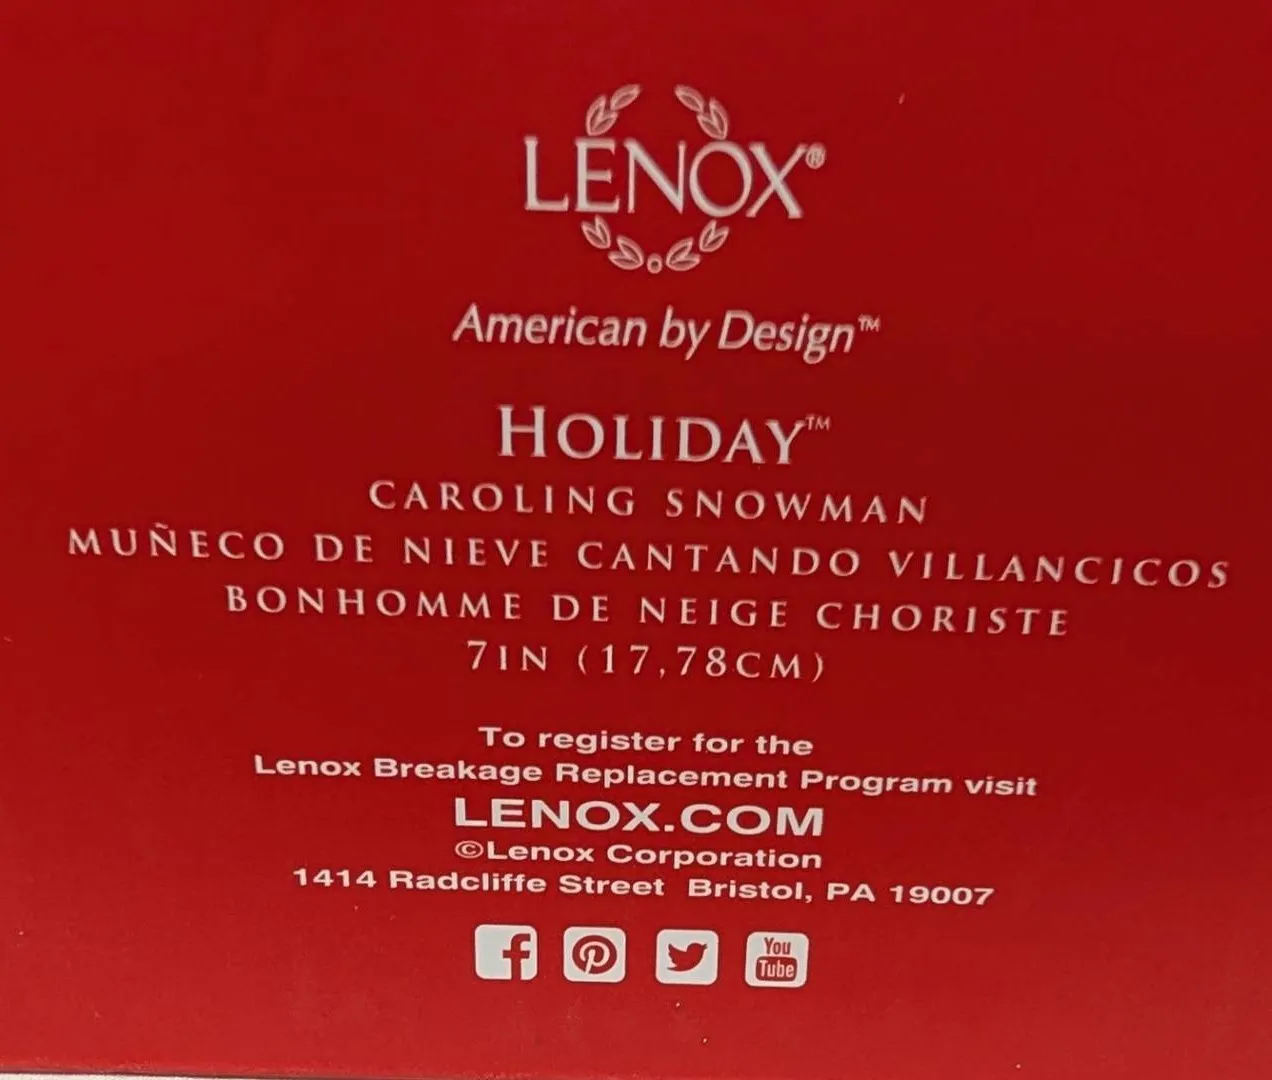 LENOX®
American by Design™
HOLIDAY™
CAROLING SNOWMAN
MUÑECO DE NIEVE CANTANDO VILLANCICOS
BONHOMME DE NEIGE CHORISTE
7IN (17,78CM)
To register for the
Lenox Breakage Replacement Program visit
LENOX.COM
©Lenox Corporation
1414 Radcliffe Street Bristol, PA 19007
You
Tube